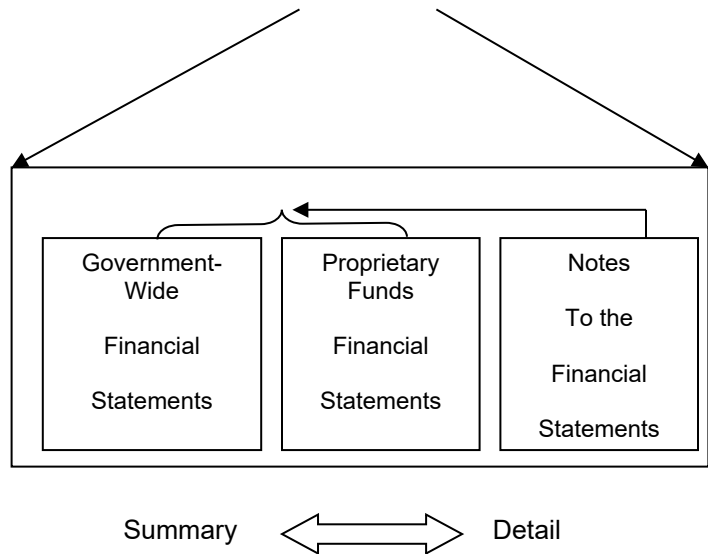 Government-
Wide
Financial
Statements
Proprietary
Funds
Financial
Statements
Notes
To the
Financial
Statements
Summary
Detail